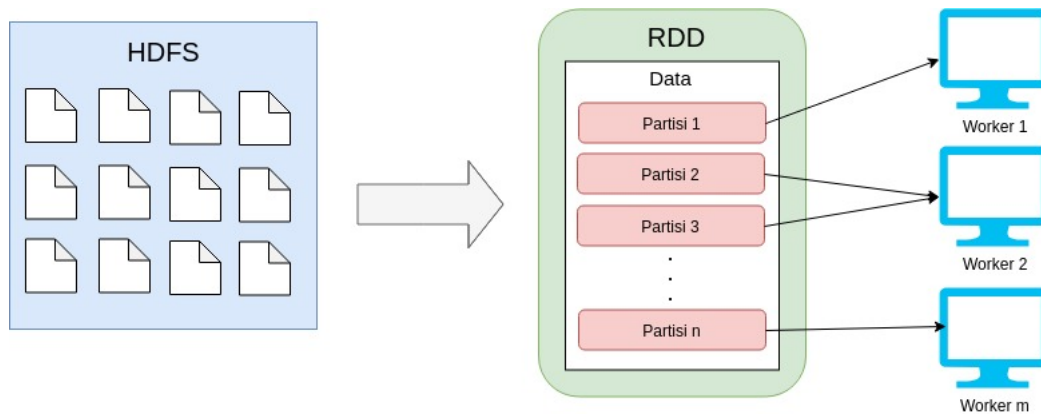 HDFS
RDD
Data
Partisi 1
Partisi 2
Partisi 3
Partisi n
Worker 1
Worker 2
Worker m